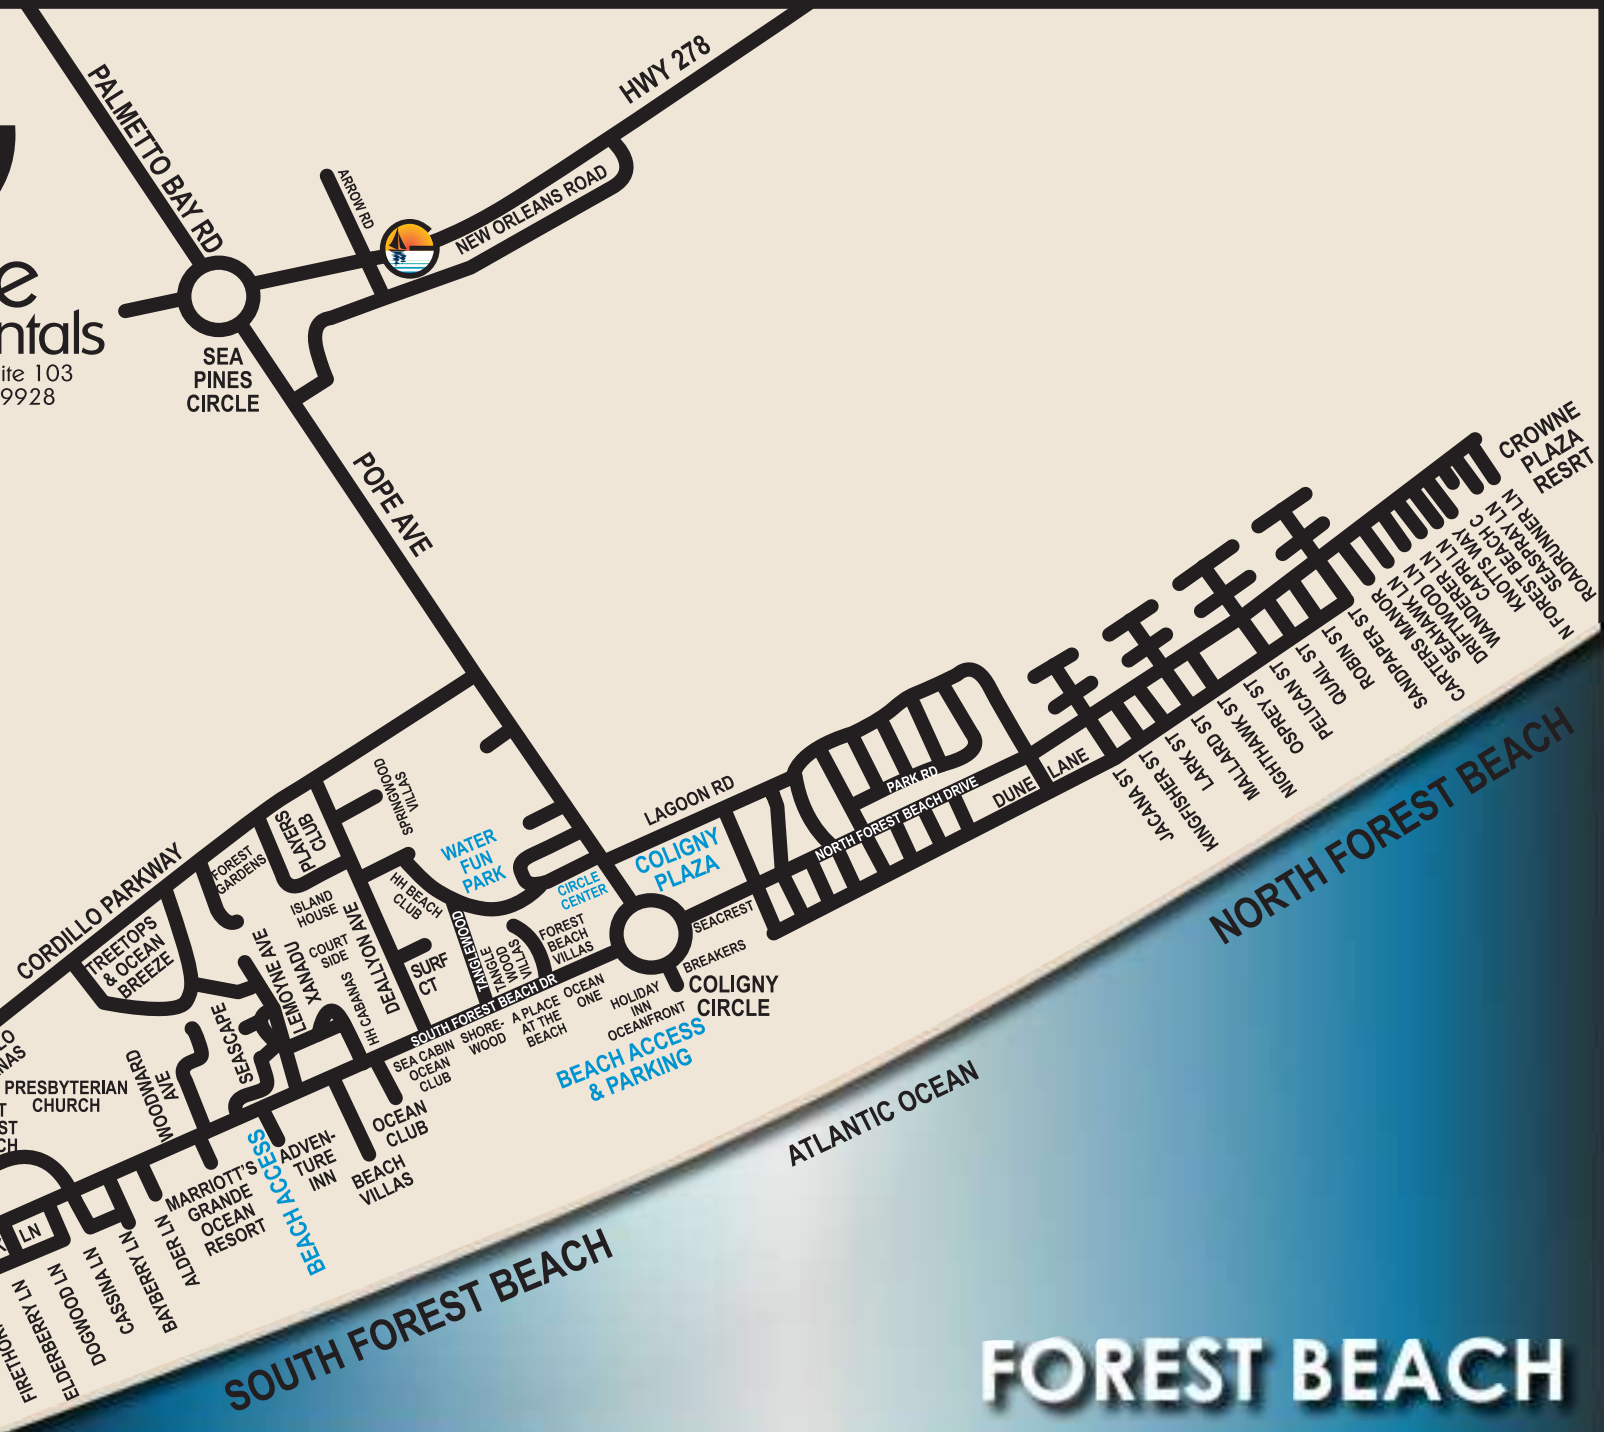 PALMETTO BAY RD
HWY 278
ARROW RD
NEW ORLEANS ROAD
e
ntals
ite 103
9928
SEA
PINES
CIRCLE
POPE AVE
CROWNE
PLAZA
RESRT
ROADRUNNER LN
SEASPRAY LN
N FOREST BEACH C
KNOTTS WAY
CAPRI LN
WANDERER LN
DRIFTWOOD LN
SEAHAWK LN
CARTERS MANOR
SANDPAPER ST
ROBIN ST
QUAIL ST
PELICAN ST
OSPREY ST
NIGHTHAWK ST
MALLARD ST
LARK ST
KINGFISHER ST
JACANA ST
DUNE LANE
PARK RD
NORTH FOREST BEACH DRIVE
LAGOON RD
COLIGNY
PLAZA
SEACREST
BREAKERS
COLIGNY
CIRCLE
SPRINGWOOD
VILLAS
WATER
FUN
PARK
CIRCLE
CENTER
PLAYERS
CLUB
FOREST
GARDENS
CORDILLO PARKWAY
TREETOPS
& OCEAN
BREEZE
ISLAND
HOUSE
COURT
SIDE
HH BEACH
CLUB
TANGLEWOOD
TANGLE
WOOD
VILLAS
FOREST
BEACH
VILLAS
LEMOYNE AVE
XANADU
HH CABANAS
DEALLYON AVE
SURF
CT
SOUTH FOREST BEACH DR
SEASCAPE
WOODWARD
AVE
SEA CABIN
OCEAN
CLUB
SHORE-
WOOD
A PLACE
AT THE
BEACH
OCEAN
ONE
HOLIDAY
INN
OCEANFRONT
BEACH ACCESS
& PARKING
LO
NAS
PRESBYTERIAN
CHURCH
T
ST
CH
OCEAN
CLUB
BEACH
VILLAS
ADVEN-
TURE
INN
BEACH ACCESS
MARRIOTT'S
GRANDE
OCEAN
RESORT
ALDER LN
BAYBERRY LN
CASSINA LN
DOGWOOD LN
ELDERBERRY LN
LN
NORTH FOREST BEACH
ATLANTIC OCEAN
SOUTH FOREST BEACH
FOREST BEACH